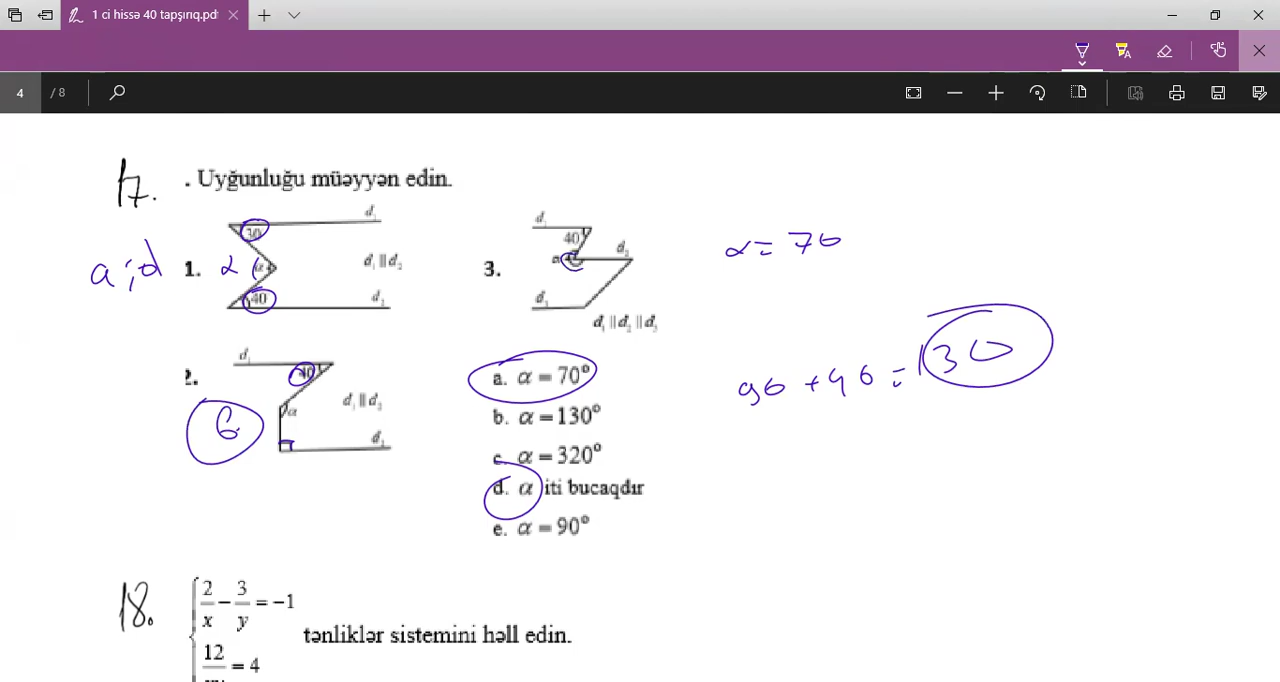 1 ci hissə 40 tapşırıq.pdf
4 / 8
17.
. Uyğunluğu müəyyən edin.
d₁
30
a ; d 1. α α
d₁ || d₂
40
d₂
d₁
40
d₂
3. α
d₃
d₁ || d₂ || d₃
α = 70
d₁
40
2.
α
d₁ || d₂
б
d₂
a. α = 70°
b. α = 130°
c. α = 320°
d. α iti bucaqdır
e. α = 90°
90 + 40 = 130
18.
2/x − 3/y = −1
12/xy = 4
tənliklər sistemini həll edin.